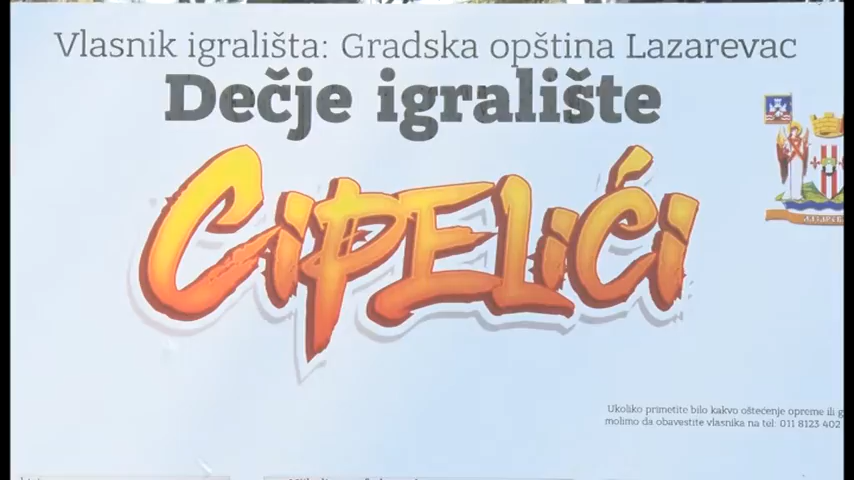 Vlasnik igrališta: Gradska opština Lazarevac
Dečje igralište
CIPELIĆI
Ukoliko primetite bilo kakvo oštećenje opreme ili
molimo da obavestite vlasnika na tel: 011 8123 402